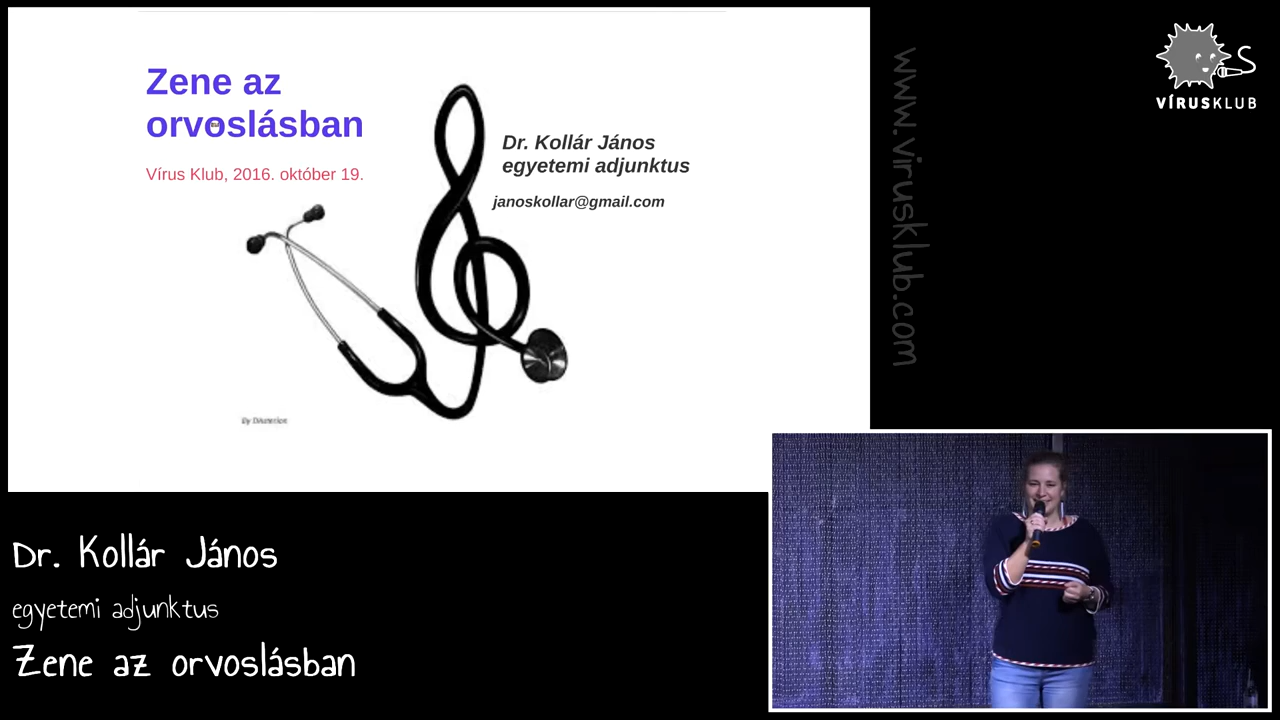 Zene az
orvoslásban
Vírus Klub, 2016. október 19.
Dr. Kollár János
egyetemi adjunktus
janoskollar@gmail.com
www.virusklub.com
VÍRUSKLUB
Dr. Kollár János
egyetemi adjunktus
Zene az orvoslásban